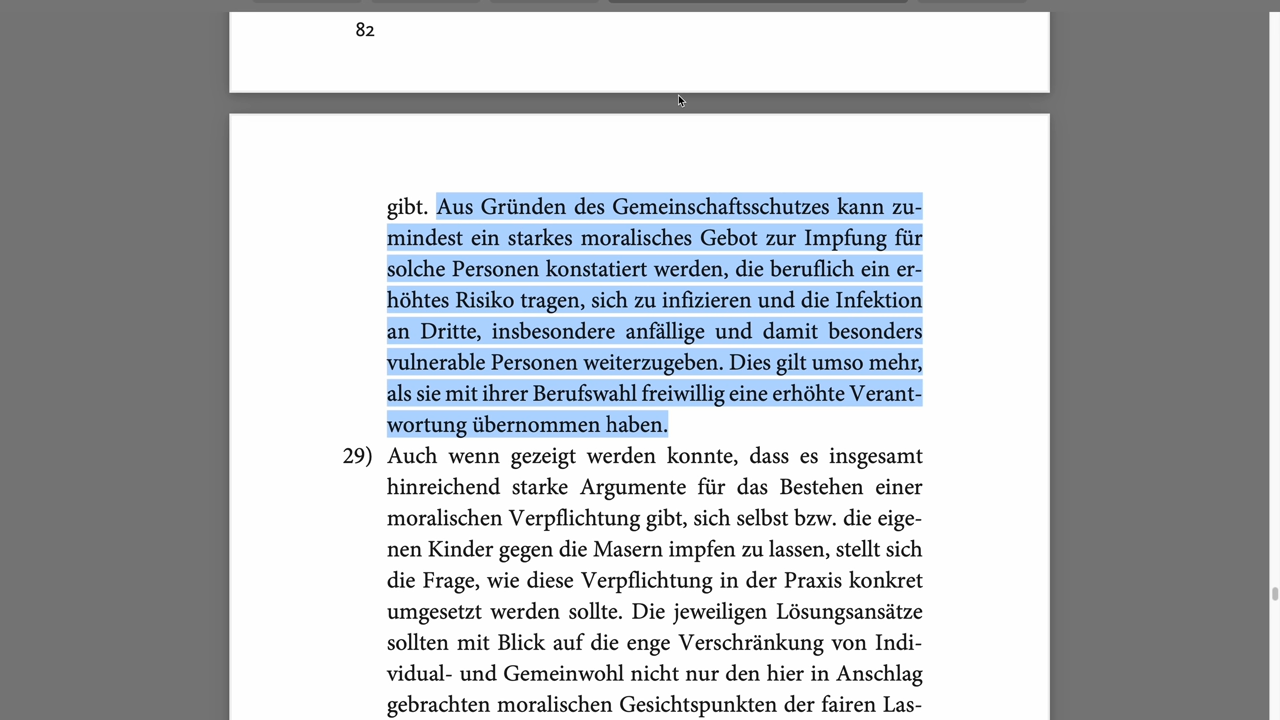 82
gibt. Aus Gründen des Gemeinschaftsschutzes kann zu-
mindest ein starkes moralisches Gebot zur Impfung für
solche Personen konstatiert werden, die beruflich ein er-
höhtes Risiko tragen, sich zu infizieren und die Infektion
an Dritte, insbesondere anfällige und damit besonders
vulnerable Personen weiterzugeben. Dies gilt umso mehr,
als sie mit ihrer Berufswahl freiwillig eine erhöhte Verant-
wortung übernommen haben.
29) Auch wenn gezeigt werden konnte, dass es insgesamt
hinreichend starke Argumente für das Bestehen einer
moralischen Verpflichtung gibt, sich selbst bzw. die eige-
nen Kinder gegen die Masern impfen zu lassen, stellt sich
die Frage, wie diese Verpflichtung in der Praxis konkret
umgesetzt werden sollte. Die jeweiligen Lösungsansätze
sollten mit Blick auf die enge Verschränkung von Indi-
vidual- und Gemeinwohl nicht nur den hier in Anschlag
gebrachten moralischen Gesichtspunkten der fairen Las-